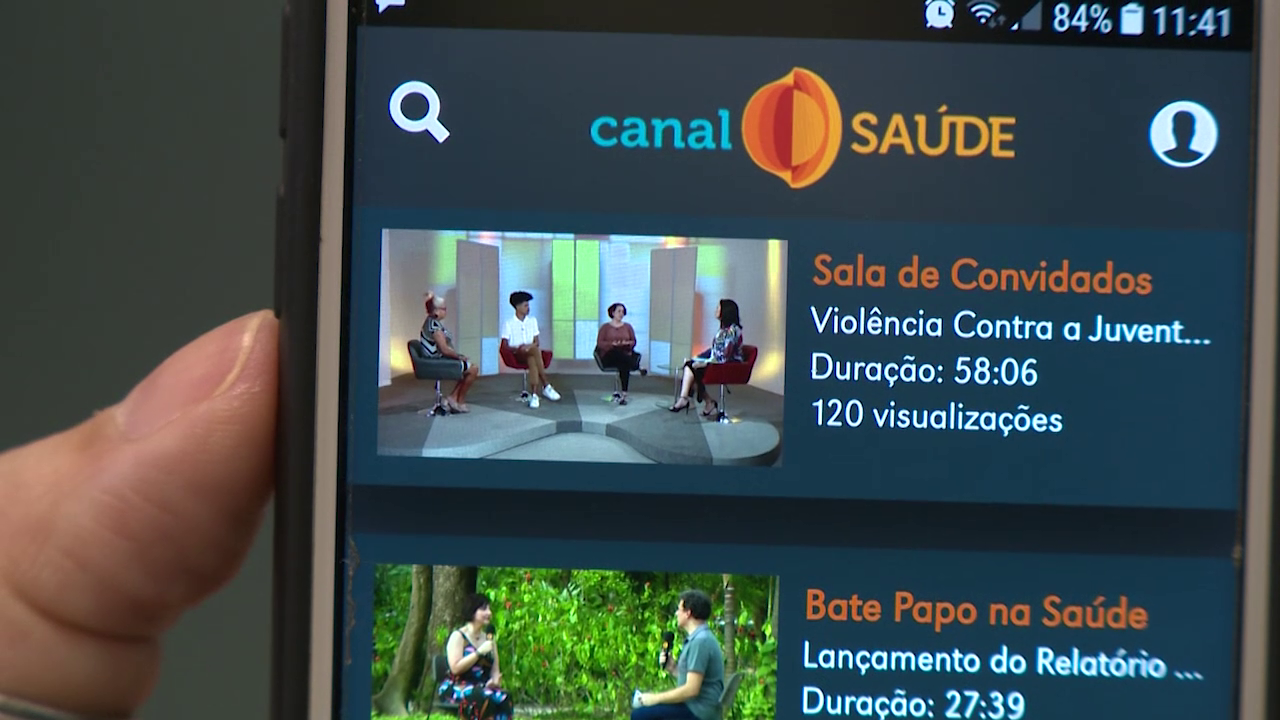 84% 11:41
canal SAÚDE
Sala de Convidados
Violência Contra a Juvent...
Duração: 58:06
120 visualizações
Bate Papo na Saúde
Lançamento do Relatório ...
Duração: 27:39